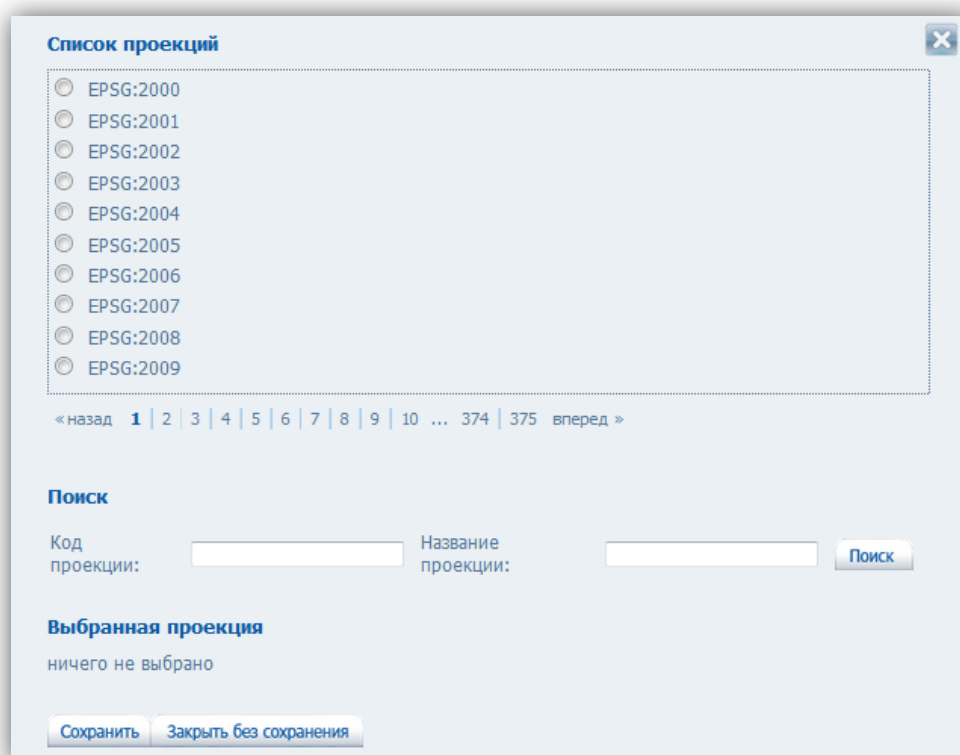 Список проекций
EPSG:2000
EPSG:2001
EPSG:2002
EPSG:2003
EPSG:2004
EPSG:2005
EPSG:2006
EPSG:2007
EPSG:2008
EPSG:2009
« назад 1 | 2 | 3 | 4 | 5 | 6 | 7 | 8 | 9 | 10 ... 374 | 375 вперед »
Поиск
Код проекции: Название проекции: Поиск
Выбранная проекция
ничего не выбрано
Сохранить Закрыть без сохранения